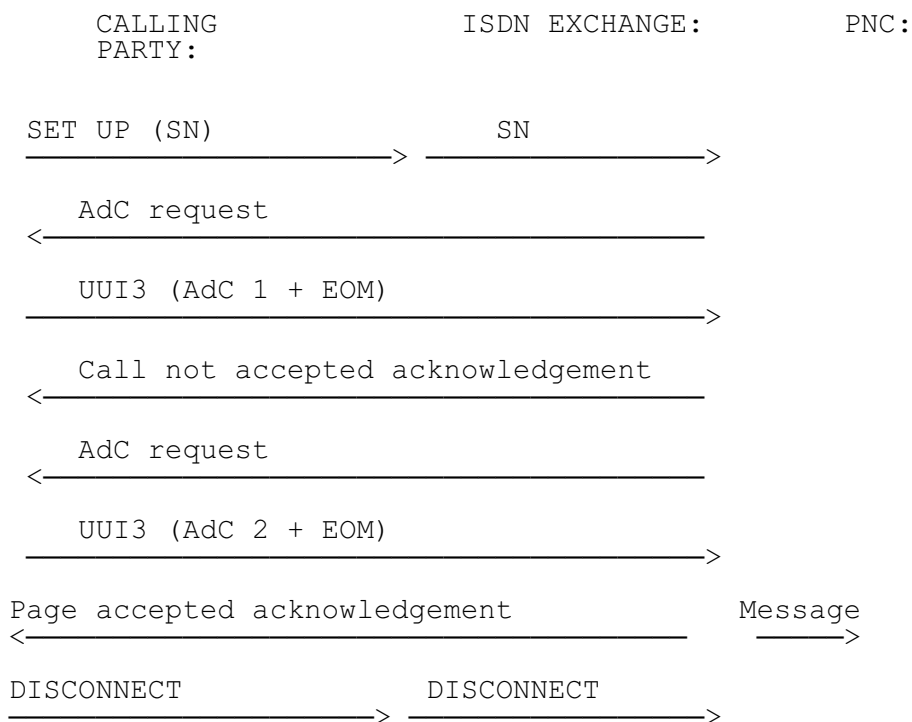 CALLING ISDN EXCHANGE: PNC:
PARTY:
SET UP (SN) SN
AdC request
UUI3 (AdC 1 + EOM)
Call not accepted acknowledgement
AdC request
UUI3 (AdC 2 + EOM)
Page accepted acknowledgement Message
DISCONNECT DISCONNECT